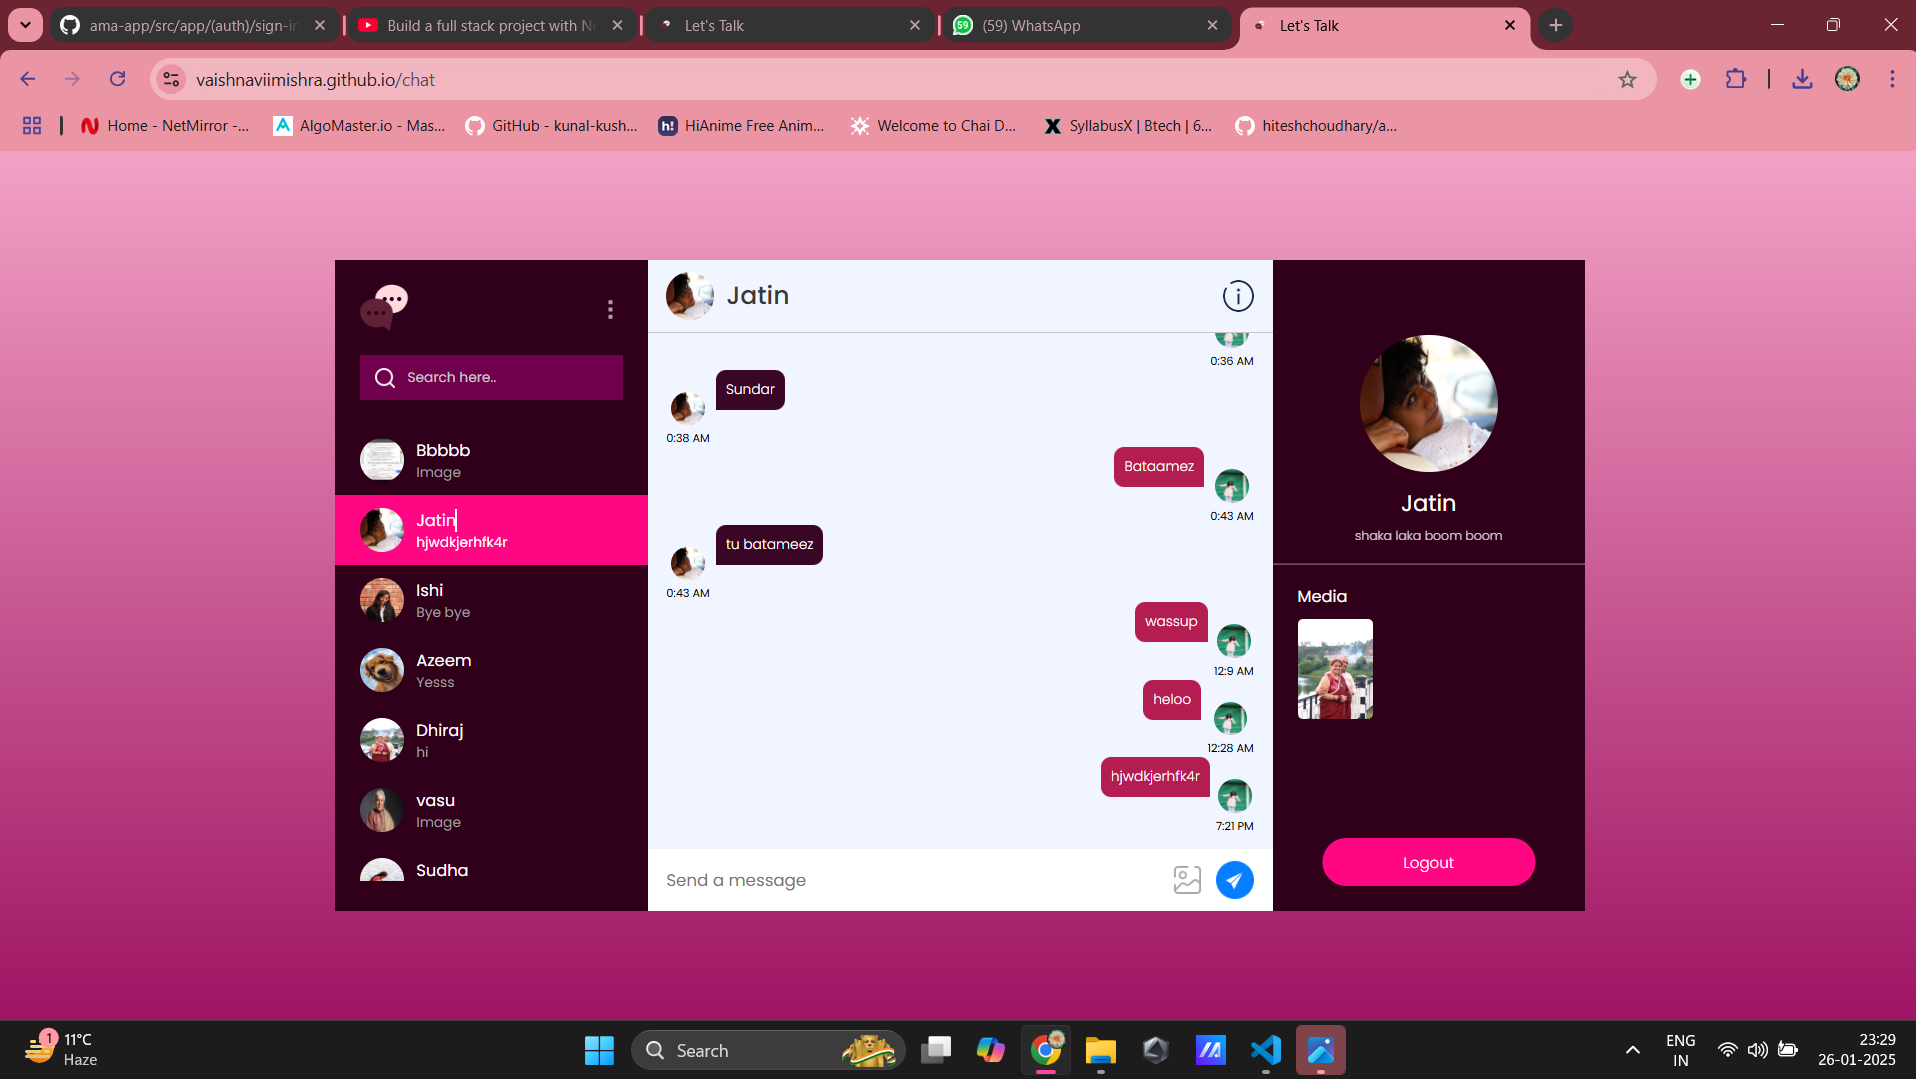 ama-app/src/app/(auth)/sign-in
Build a full stack project with Ne
Let's Talk
(59) WhatsApp
Let's Talk
vaishnaviimishra.github.io/chat
Home - NetMirror -...
AlgoMaster.io - Mas...
GitHub - kunal-kush...
HiAnime Free Anim...
Welcome to Chai D...
SyllabusX | Btech | 6...
hiteshchoudhary/a...
Search here..
Bbbbb
Image
Jatin
hjwdkjerhfk4r
Ishi
Bye bye
Azeem
Yesss
Dhiraj
hi
vasu
Image
Sudha
Jatin
0:36 AM
Sundar
0:38 AM
Bataamez
0:43 AM
tu batameez
0:43 AM
wassup
12:9 AM
heloo
12:28 AM
hjwdkjerhfk4r
7:21 PM
Send a message
Jatin
shaka laka boom boom
Media
Logout
1
11°C
Haze
Search
ENG
IN
23:29
26-01-2025